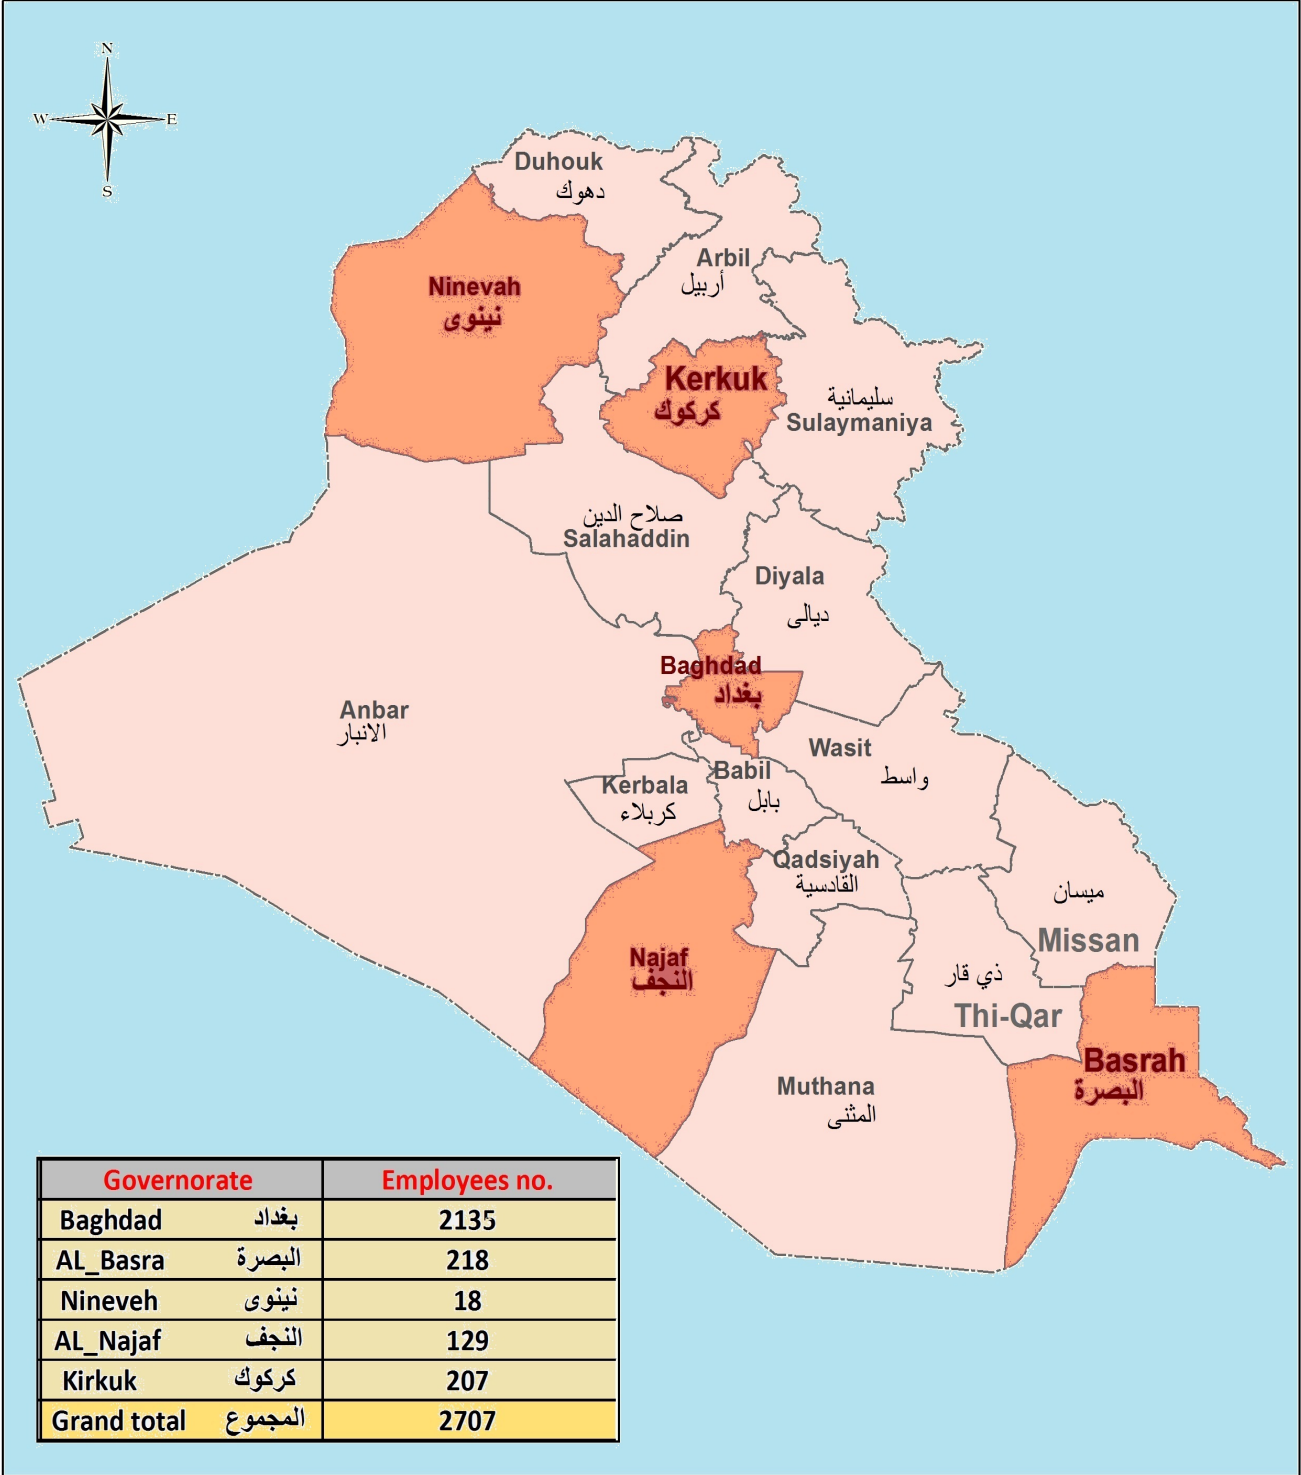 N
W E
S
Duhouk
دهوك
Arbil
أربيل
Ninevah
نينوى
Kerkuk
كركوك
سليمانية
Sulaymaniya
صلاح الدين
Salahaddin
Diyala
ديالى
Baghdad
بغداد
Anbar
الانبار
Wasit
واسط
Babil
بابل
Kerbala
كربلاء
Qadsiyah
القادسية
ميسان
Missan
Najaf
النجف
ذي قار
Thi-Qar
Basrah
البصرة
Muthana
المثنى
Governorate Employees no.
Baghdad بغداد 2135
AL_Basra البصرة 218
Nineveh نينوى 18
AL_Najaf النجف 129
Kirkuk كركوك 207
Grand total المجموع 2707